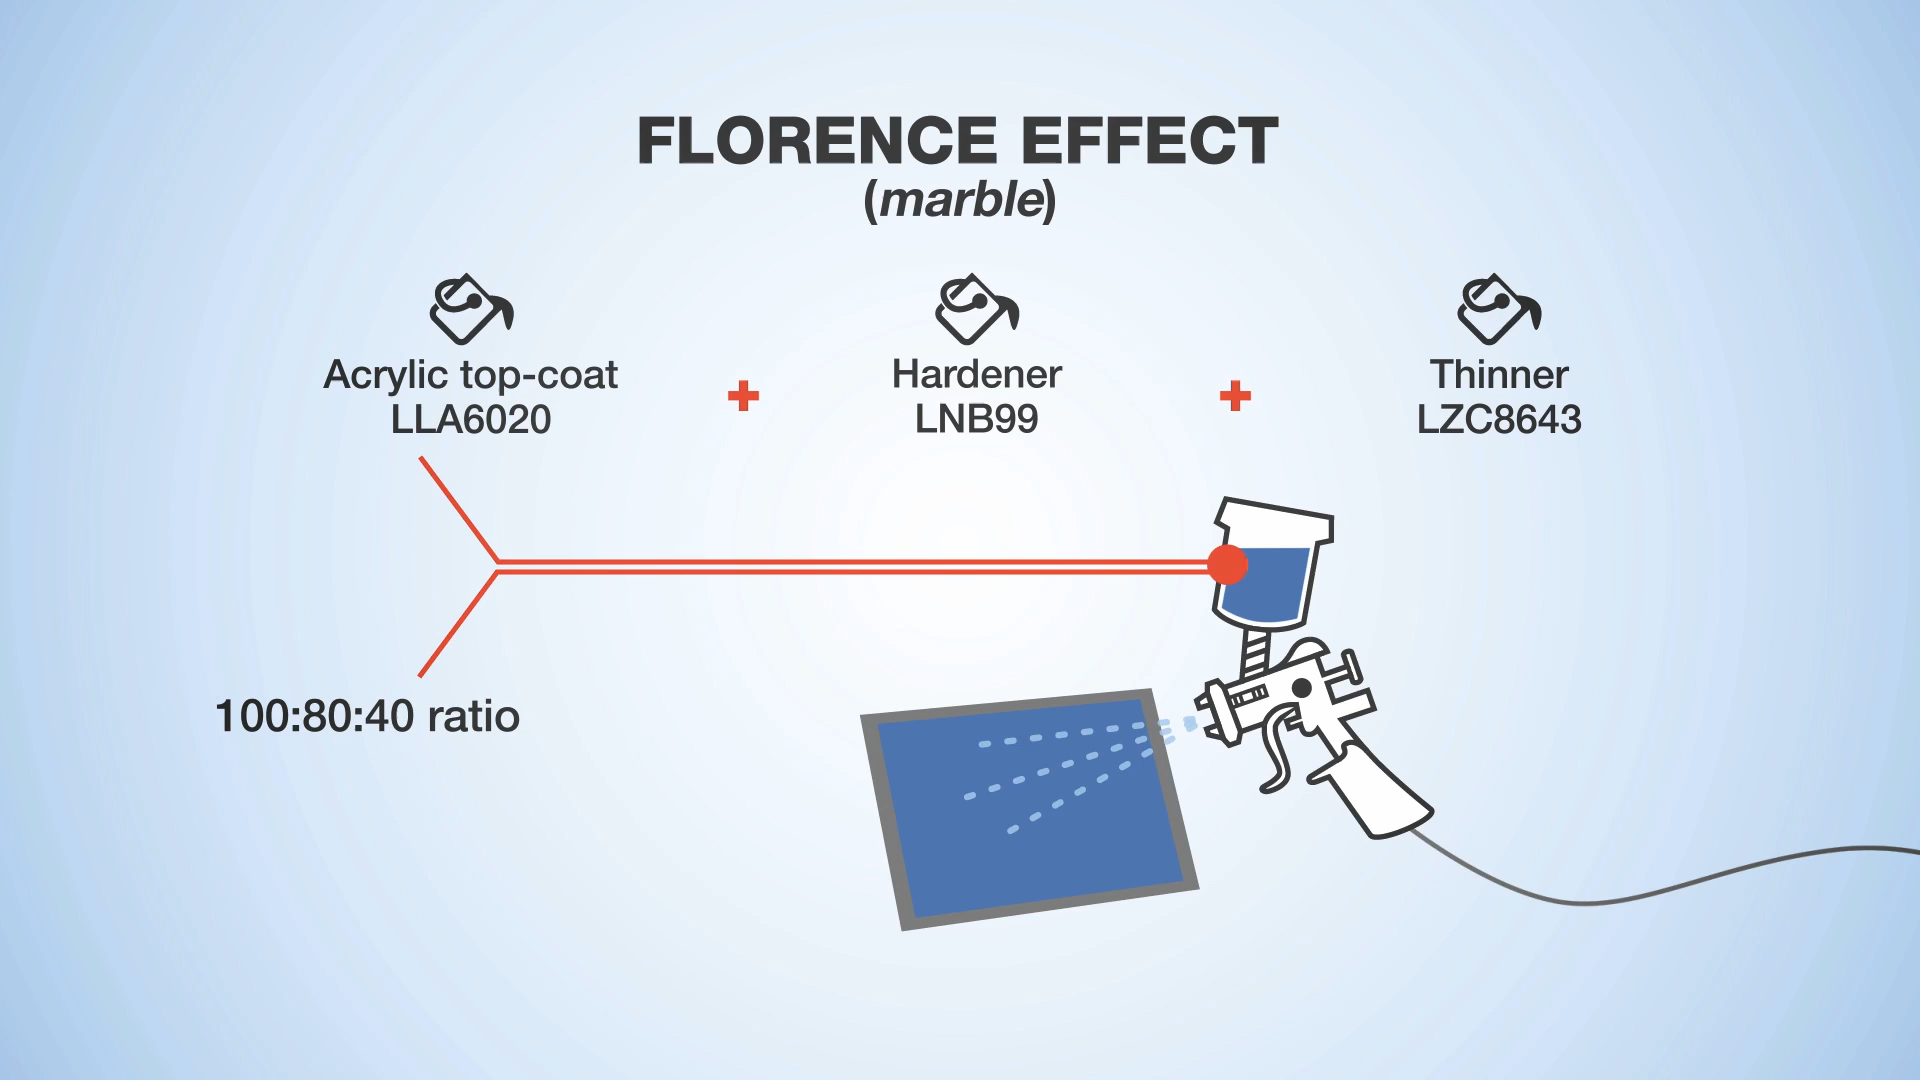 FLORENCE EFFECT
(marble)
Acrylic top-coat
LLA6020
+
Hardener
LNB99
+
Thinner
LZC8643
100:80:40 ratio